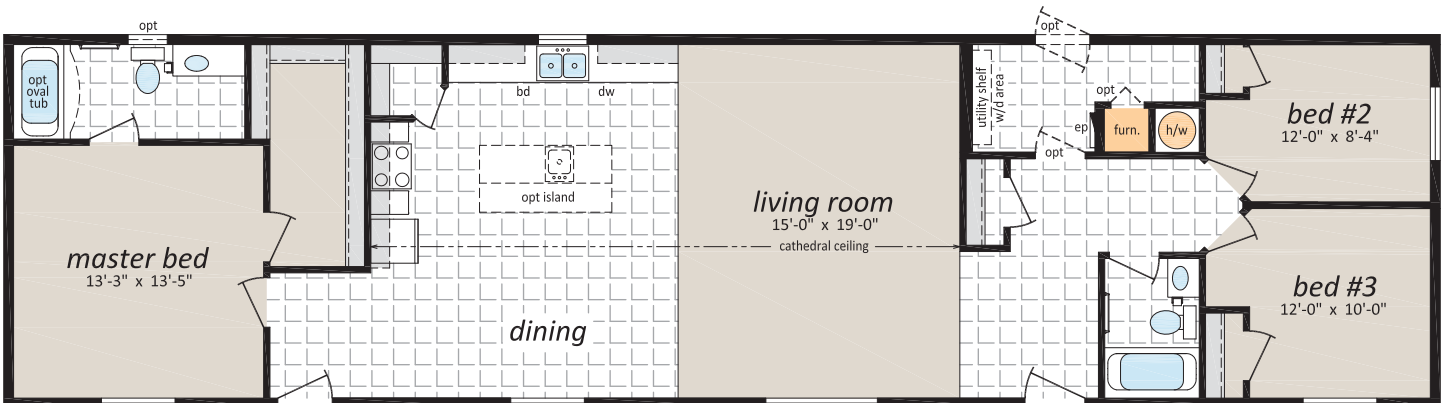 opt
opt
oval
tub
master bed
13'-3" x 13'-5"
bd
dw
opt island
dining
living room
15'-0" x 19'-0"
cathedral ceiling
opt
utility shelf
w/d area
opt
ep
furn.
h/w
opt
bed #2
12'-0" x 8'-4"
bed #3
12'-0" x 10'-0"